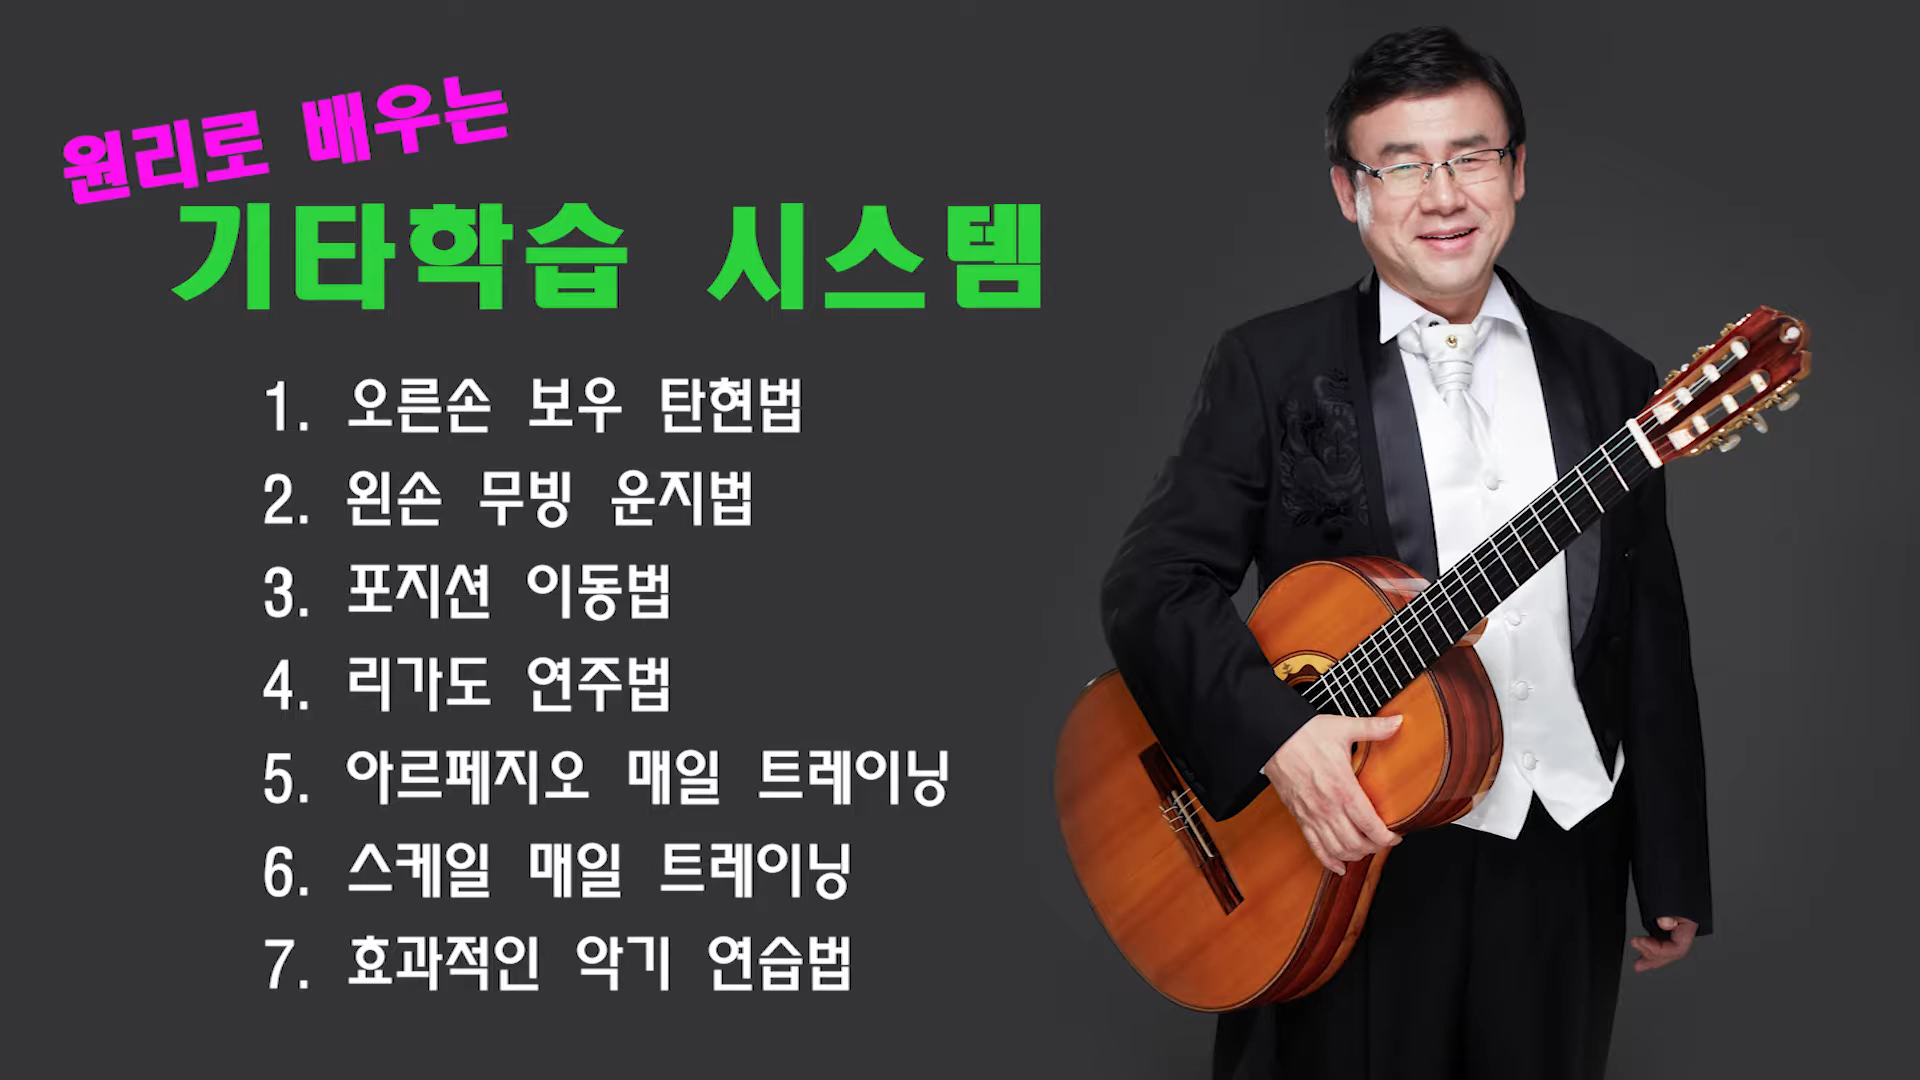 원리로 배우는
기타학습 시스템
1. 오른손 보우 탄현법
2. 왼손 무빙 운지법
3. 포지션 이동법
4. 리가도 연주법
5. 아르페지오 매일 트레이닝
6. 스케일 매일 트레이닝
7. 효과적인 악기 연습법